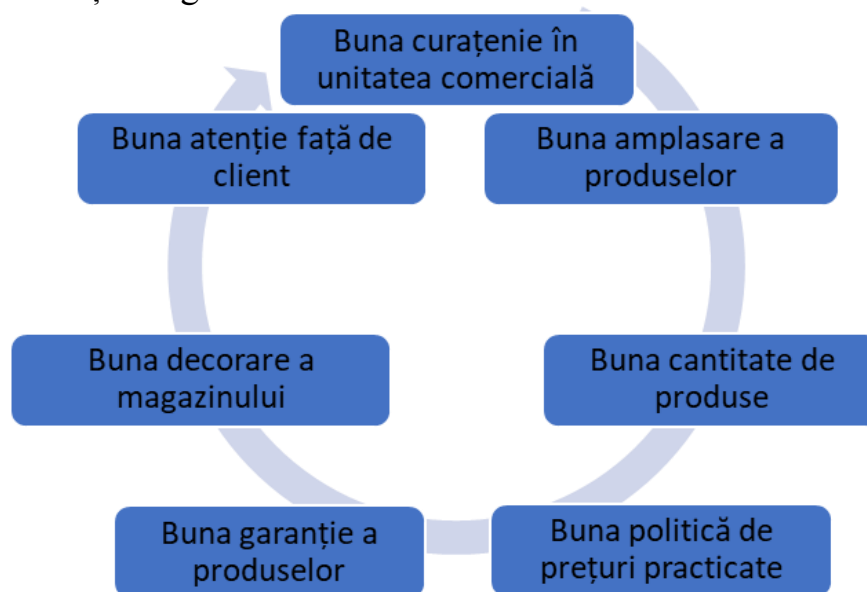 Buna curațenie în
unitatea comercială
Buna amplasare a
produselor
Buna cantitate de
produse
Buna politică de
prețuri practicate
Buna garanție a
produselor
Buna decorare a
magazinului
Buna atenție față de
client